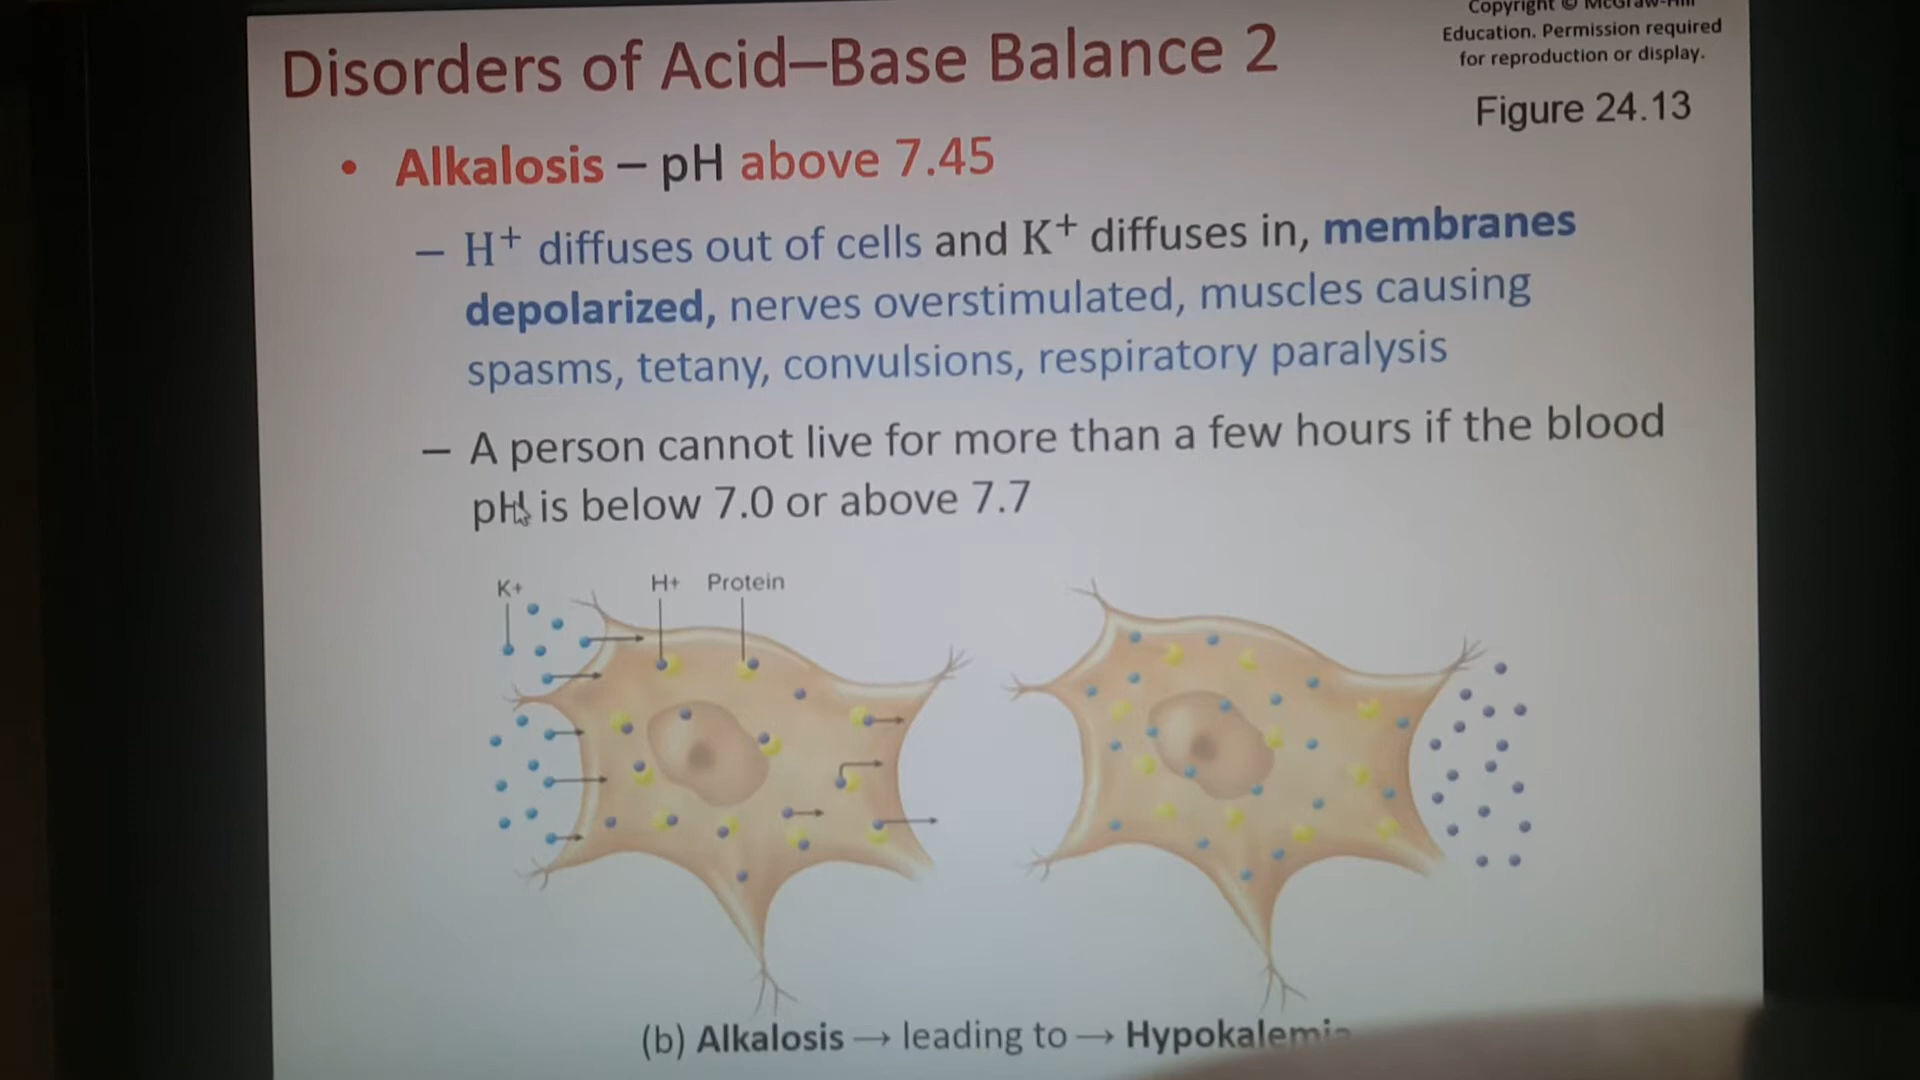 Disorders of Acid–Base Balance 2
Copyright © McGraw-Hill
Education. Permission required
for reproduction or display.
Figure 24.13
• Alkalosis – pH above 7.45
– H+ diffuses out of cells and K+ diffuses in, membranes
depolarized, nerves overstimulated, muscles causing
spasms, tetany, convulsions, respiratory paralysis
– A person cannot live for more than a few hours if the blood
pH is below 7.0 or above 7.7
K+ H+ Protein
(b) Alkalosis → leading to → Hypokalemia